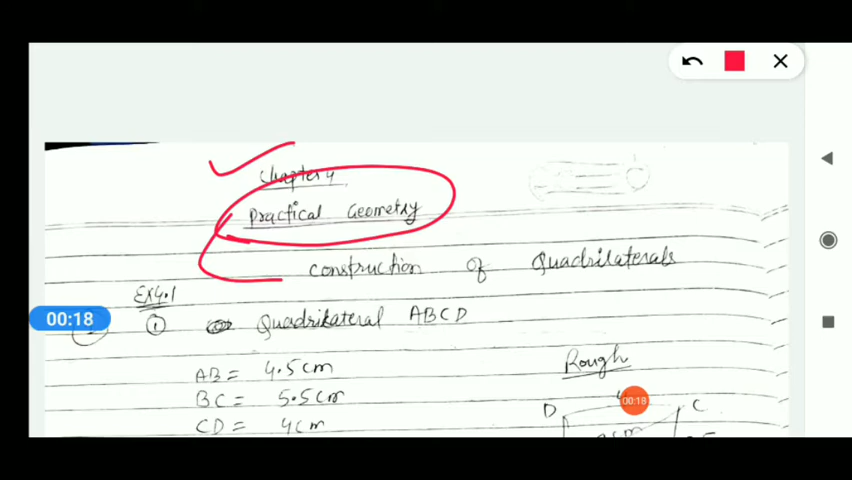 Chapter 4
Practical Geometry
construction of Quadrilaterals
Ex4.1
00:18
① Quadrilateral ABCD
AB = 4.5cm
Rough
BC = 5.5cm
00:18
D C
CD = 4cm